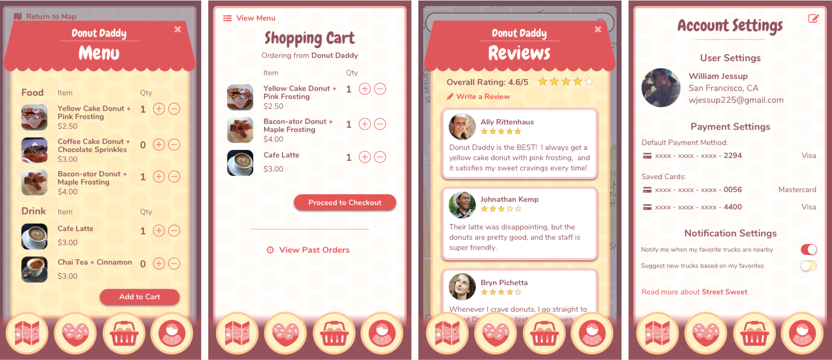 Return to Map
Donut Daddy
Menu
Food Item Qty
Yellow Cake Donut +
Pink Frosting
$2.50
1
Coffee Cake Donut +
Chocolate Sprinkles
$3.00
0
Bacon-ator Donut +
Maple Frosting
$4.00
1
Drink Item Qty
Cafe Latte
$3.00
1
Chai Tea + Cinnamon
$3.00
0
Add to Cart
View Menu
Shopping Cart
Ordering from Donut Daddy
Item Qty
Yellow Cake Donut +
Pink Frosting
$2.50
1
Bacon-ator Donut +
Maple Frosting
$4.00
1
Cafe Latte
$3.00
1
Proceed to Checkout
View Past Orders
Donut Daddy
Reviews
Overall Rating: 4.6/5
Write a Review
Ally Rittenhaus
Donut Daddy is the BEST! I always get a
yellow cake donut with pink frosting, and
it satisfies my sweet cravings every time!
Johnathan Kemp
Their latte was disappointing, but the
donuts are pretty good, and the staff is
super friendly.
Bryn Pichetta
Whenever I crave donuts, I go straight to
Account Settings
User Settings
William Jessup
San Francisco, CA
wjessup225@gmail.com
Payment Settings
Default Payment Method:
xxxx - xxxx - xxxx - 2294 Visa
Saved Cards:
xxxx - xxxx - xxxx - 0056 Mastercard
xxxx - xxxx - xxxx - 4400 Visa
Notification Settings
Notify me when my favorite trucks are nearby
Suggest new trucks based on my favorites
Read more about Street Sweet